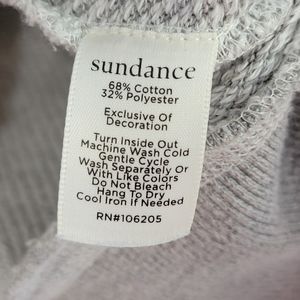 sundance
68% Cotton
32% Polyester
Exclusive Of
Decoration
Turn Inside Out
Machine Wash Cold
Gentle Cycle
Wash Separately Or
With Like Colors
Do Not Bleach
Hang To Dry
Cool Iron If Needed
RN#106205